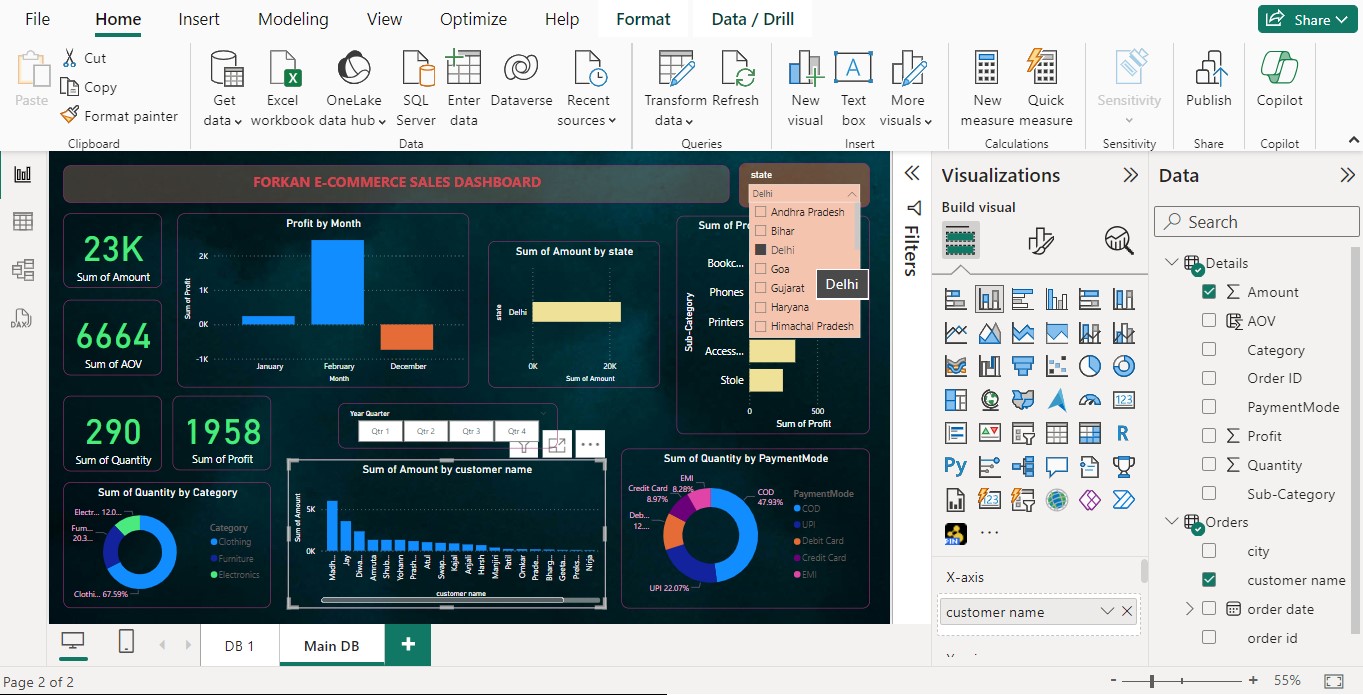 File Home Insert Modeling View Optimize Help Format Data / Drill Share
Paste
Cut
Copy
Format painter
Clipboard
Get data
Excel workbook
OneLake data hub
SQL Server
Enter data
Dataverse
Recent sources
Data
Transform data
Refresh
Queries
New visual
Text box
More visuals
Insert
New measure
Quick measure
Calculations
Sensitivity
Sensitivity
Publish
Share
Copilot
Copilot
DAX
FORKAN E-COMMERCE SALES DASHBOARD
state
Delhi
Andhra Pradesh
Bihar
Delhi
Goa
Gujarat
Haryana
Himachal Pradesh
Delhi
23K
Sum of Amount
6664
Sum of AOV
290
Sum of Quantity
1958
Sum of Profit
Profit by Month
Sum of Profit
2K
1K
0K
-1K
January February December
Month
Sum of Amount by state
state
Delhi
0K 20K
Sum of Amount
Sum of Pr
Sub-Category
Bookc...
Phones
Printers
Access...
Stole
0 500
Sum of Profit
Year Quarter
Qtr 1 Qtr 2 Qtr 3 Qtr 4
Sum of Quantity by Category
Electr... 12.0...
Fum...
20.3...
Clothi... 67.59%
Category
Clothing
Furniture
Electronics
Sum of Amount by customer name
Sum of Amount
5K
0K
Madh...
Jay
Diwa...
Amruta
Shub...
Yohann
Prash...
Atul
Swap...
Kajal
Anjali
Harsh
Manjiri
Patil
Omkar
Prade...
Bharg...
Geeta...
Preks...
Nirja
customer name
Sum of Quantity by PaymentMode
EMI
8.28%
Credit Card
8.97%
Deb...
12....
UPI 22.07%
COD
47.93%
PaymentMode
COD
UPI
Debit Card
Credit Card
EMI
Filters
Visualizations
Build visual
123
R
Py
123
PIN
X-axis
customer name
Data
Search
Details
Amount
AOV
Category
Order ID
PaymentMode
Profit
Quantity
Sub-Category
Orders
city
customer name
order date
order id
DB 1 Main DB +
Page 2 of 2
- + 55%